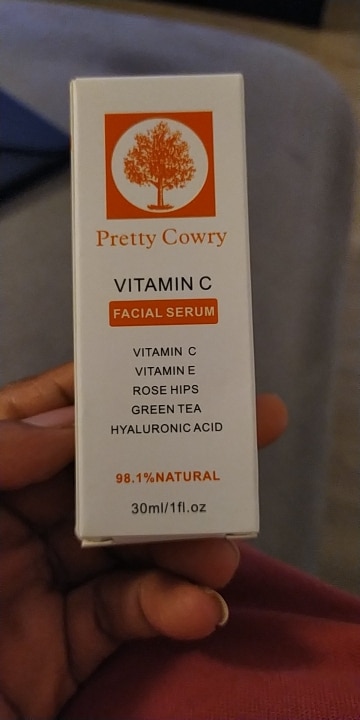 Pretty Cowry
VITAMIN C
FACIAL SERUM
VITAMIN C
VITAMIN E
ROSE HIPS
GREEN TEA
HYALURONIC ACID
98.1%NATURAL
30ml/1fl.oz